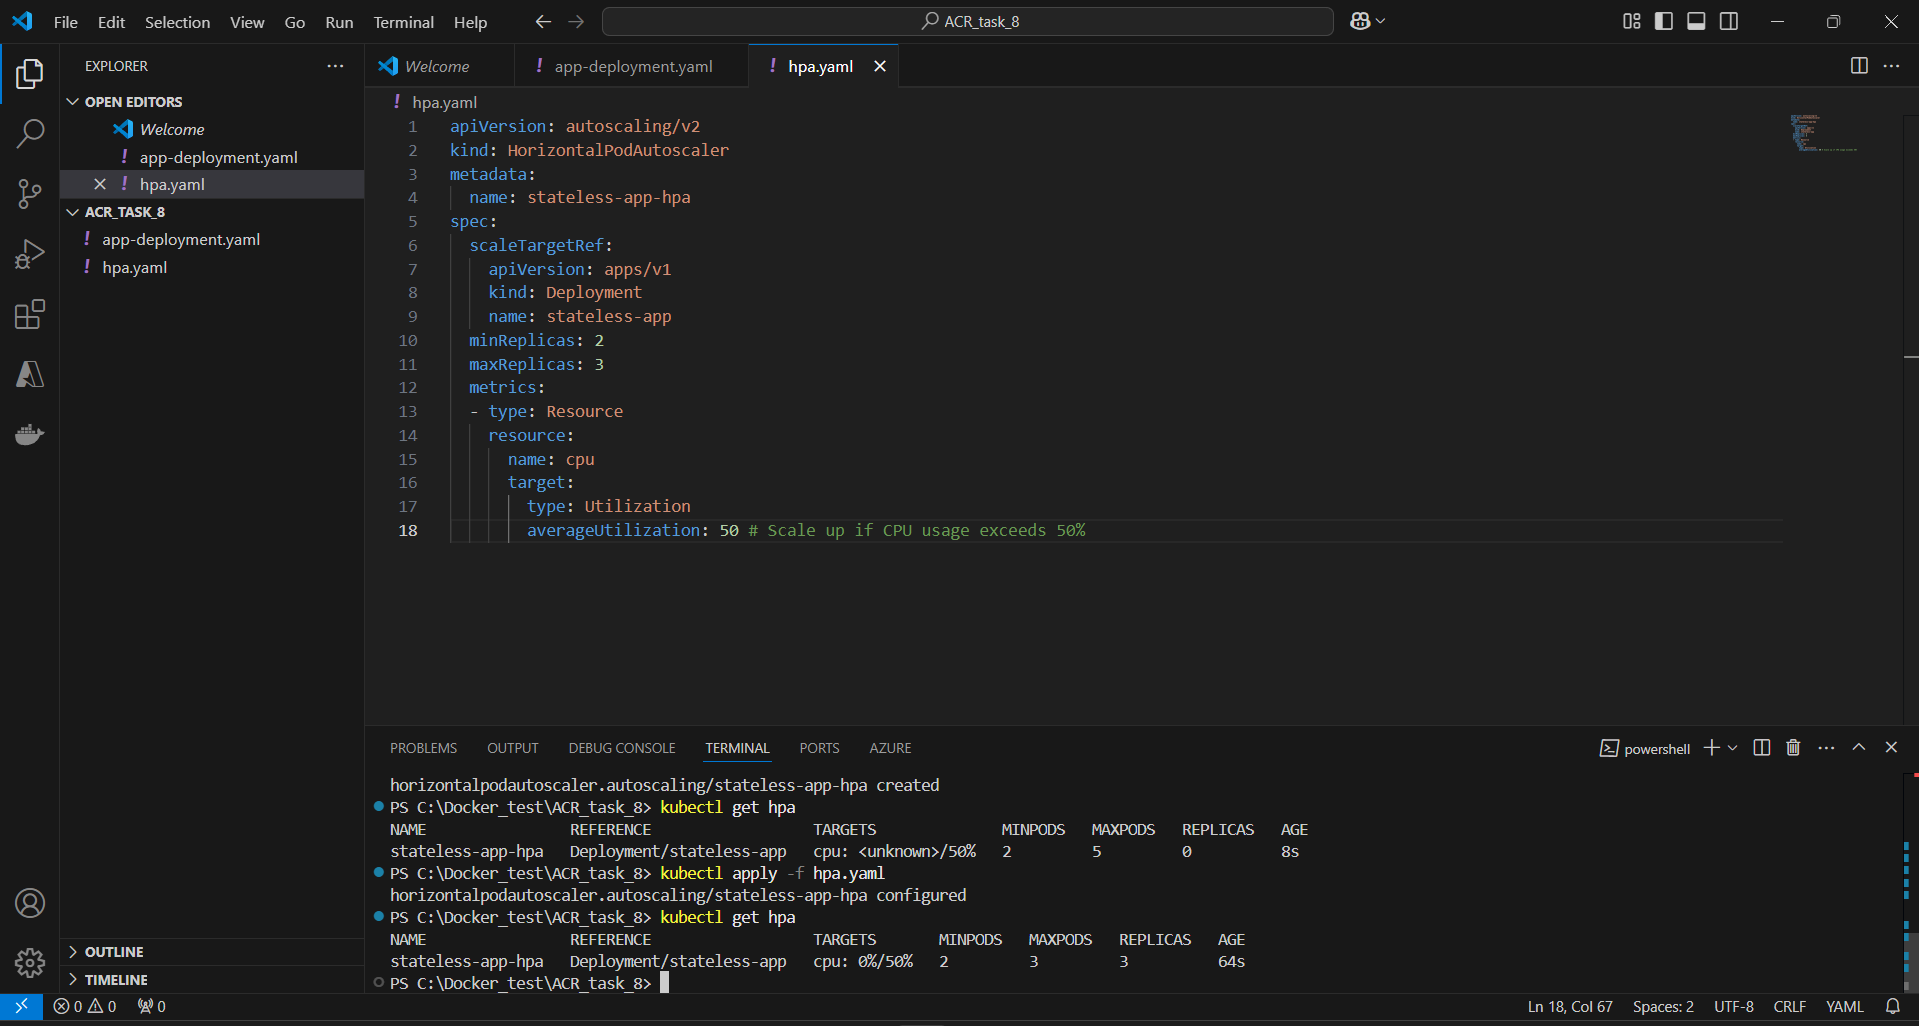 File Edit Selection View Go Run Terminal Help ACR_task_8
EXPLORER
OPEN EDITORS
Welcome
! app-deployment.yaml
! hpa.yaml
ACR_TASK_8
! app-deployment.yaml
! hpa.yaml
OUTLINE
TIMELINE
Welcome ! app-deployment.yaml ! hpa.yaml
! hpa.yaml
1 apiVersion: autoscaling/v2
2 kind: HorizontalPodAutoscaler
3 metadata:
4 name: stateless-app-hpa
5 spec:
6 scaleTargetRef:
7 apiVersion: apps/v1
8 kind: Deployment
9 name: stateless-app
10 minReplicas: 2
11 maxReplicas: 3
12 metrics:
13 - type: Resource
14 resource:
15 name: cpu
16 target:
17 type: Utilization
18 averageUtilization: 50 # Scale up if CPU usage exceeds 50%
PROBLEMS OUTPUT DEBUG CONSOLE TERMINAL PORTS AZURE powershell
horizontalpodautoscaler.autoscaling/stateless-app-hpa created
PS C:\Docker_test\ACR_task_8> kubectl get hpa
NAME REFERENCE TARGETS MINPODS MAXPODS REPLICAS AGE
stateless-app-hpa Deployment/stateless-app cpu: <unknown>/50% 2 5 0 8s
PS C:\Docker_test\ACR_task_8> kubectl apply -f hpa.yaml
horizontalpodautoscaler.autoscaling/stateless-app-hpa configured
PS C:\Docker_test\ACR_task_8> kubectl get hpa
NAME REFERENCE TARGETS MINPODS MAXPODS REPLICAS AGE
stateless-app-hpa Deployment/stateless-app cpu: 0%/50% 2 3 3 64s
PS C:\Docker_test\ACR_task_8>
0 0 0 Ln 18, Col 67 Spaces: 2 UTF-8 CRLF YAML